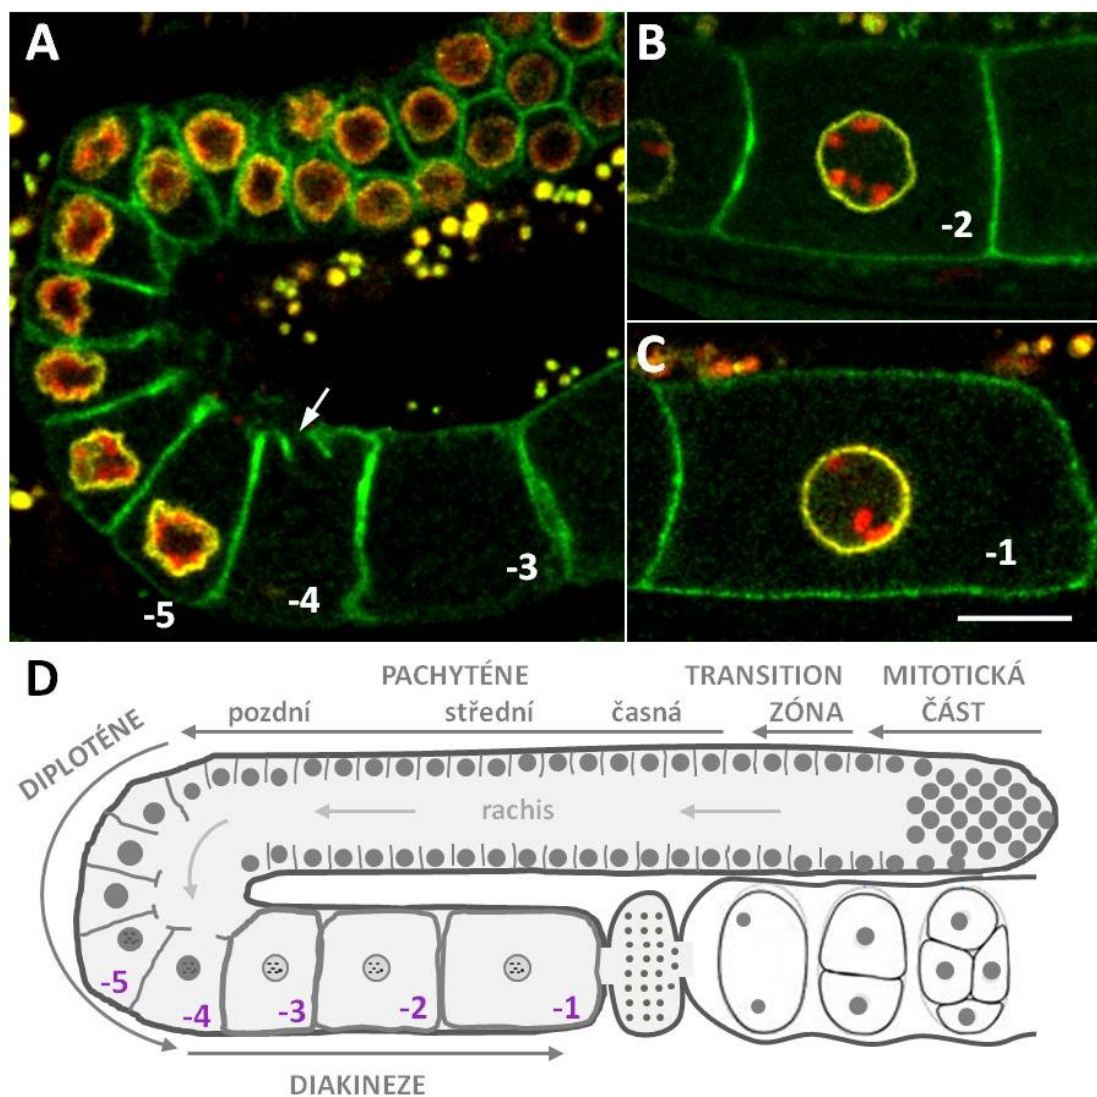 A
-5
-4
-3
B
-2
C
-1
D
PACHYTÉNE
TRANSITION
MITOTICKÁ
pozdní
střední
časná
ZÓNA
ČÁST
DIPLOTÉNE
rachis
-5
-4
-3
-2
-1
DIAKINEZE